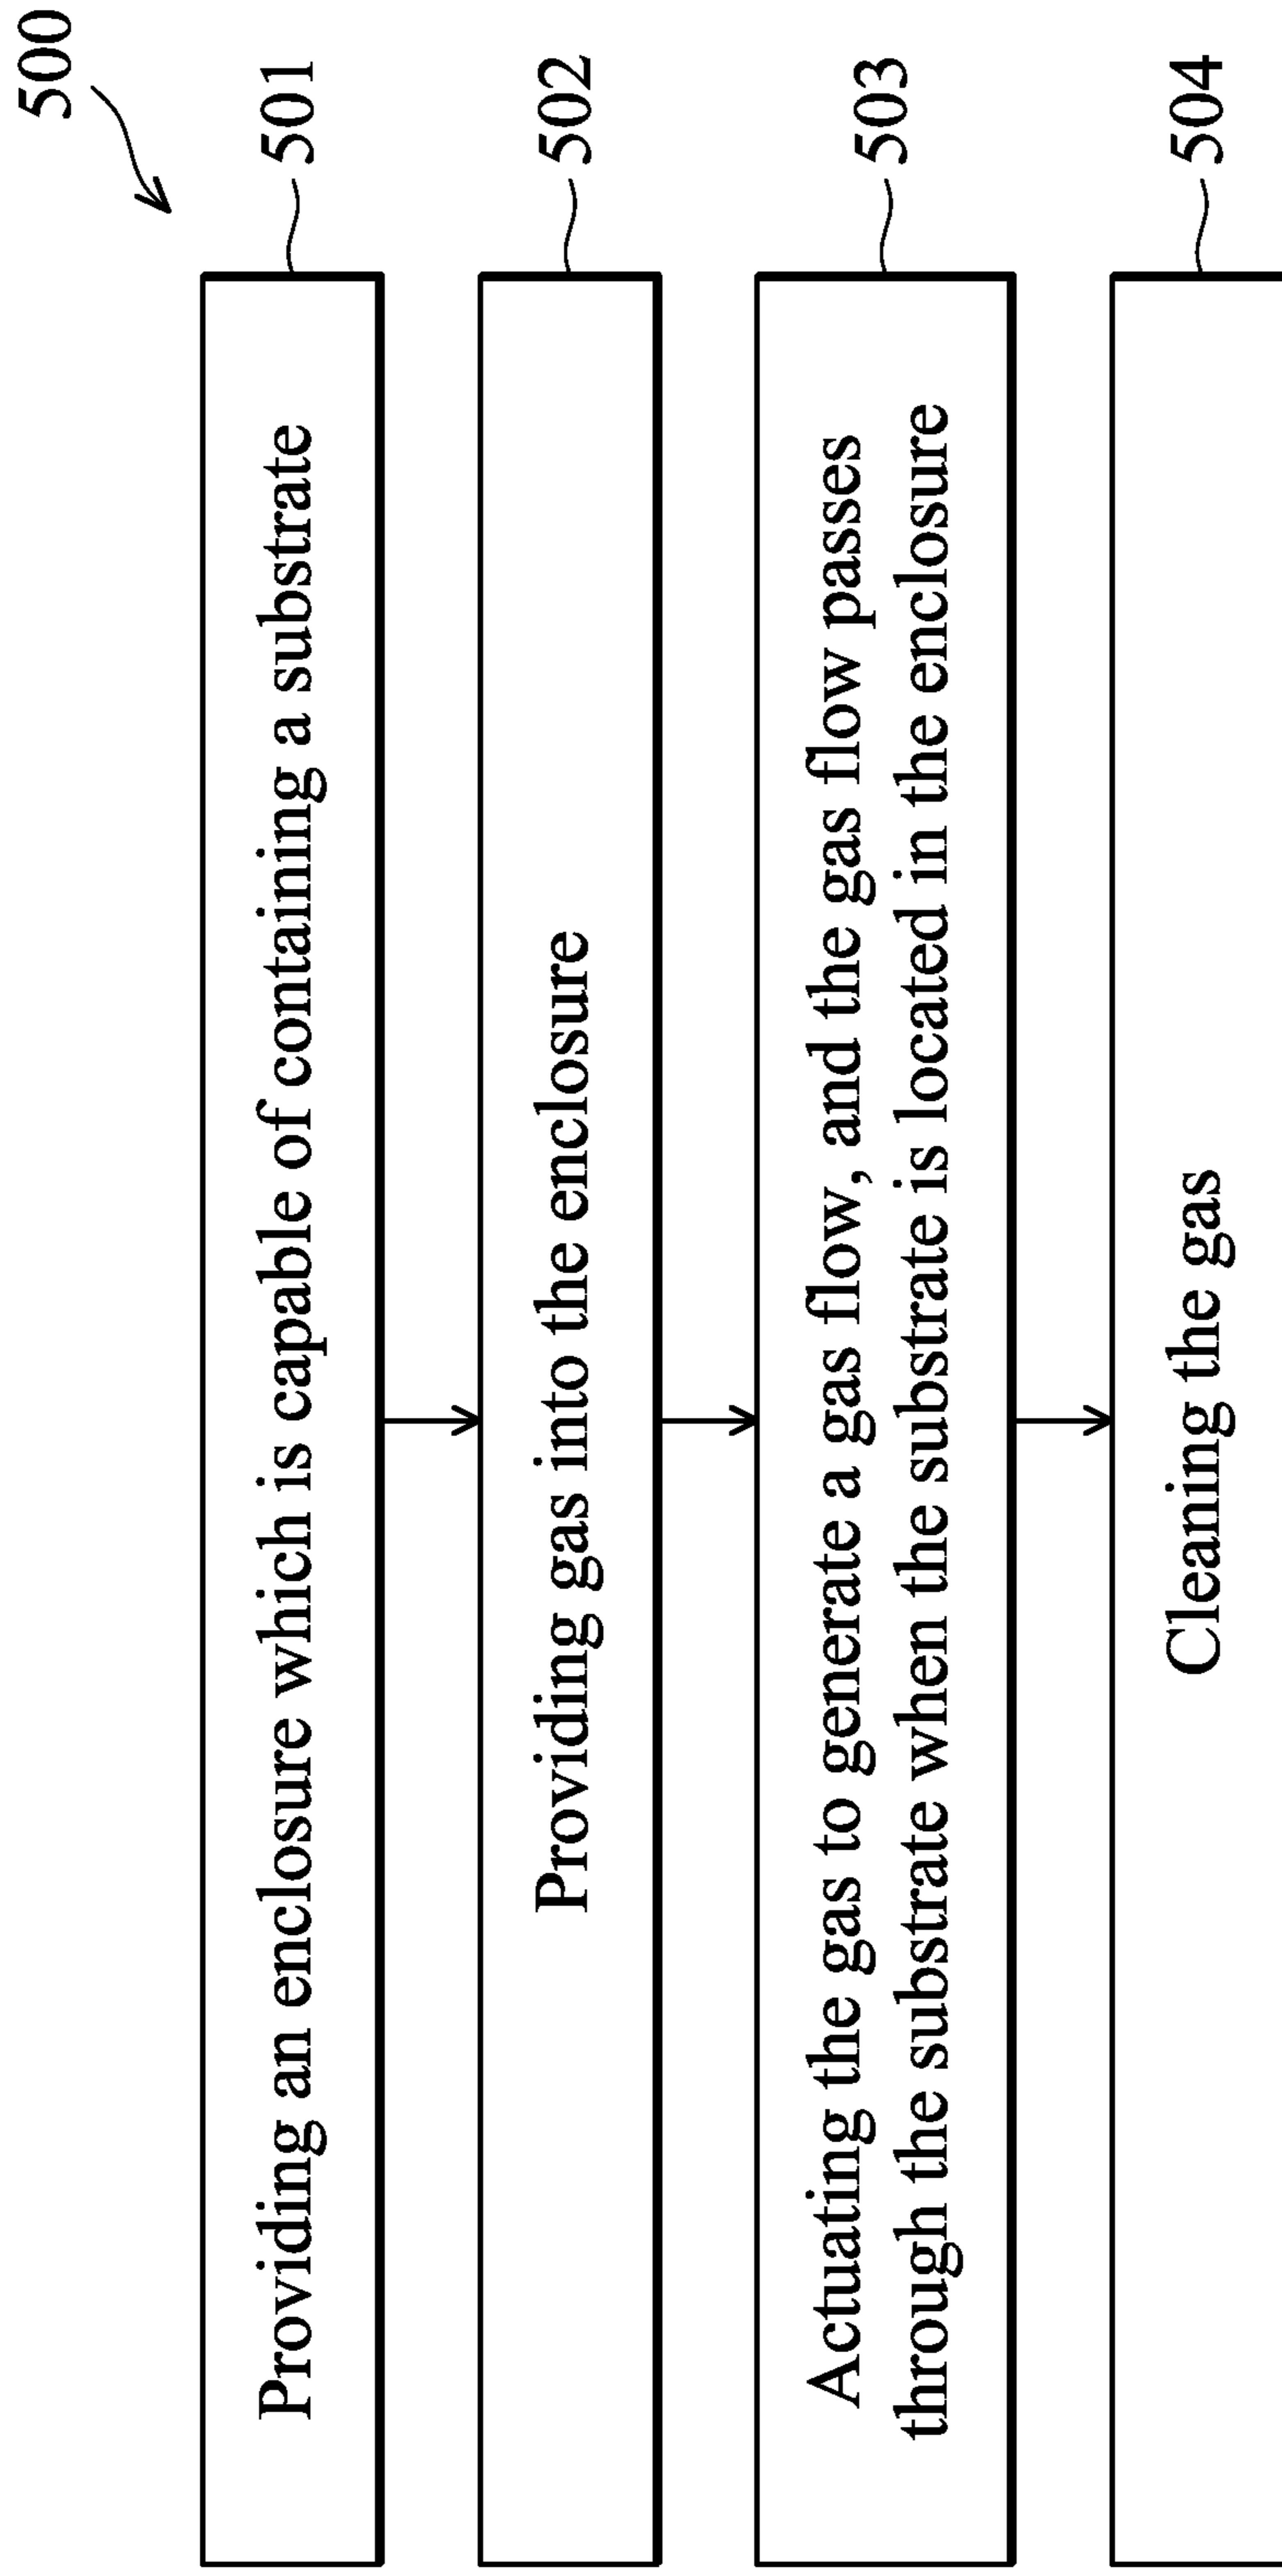 500
Providing an enclosure which is capable of containing a substrate
501
Providing gas into the enclosure
502
Actuating the gas to generate a gas flow, and the gas flow passes
through the substrate when the substrate is located in the enclosure
503
Cleaning the gas
504